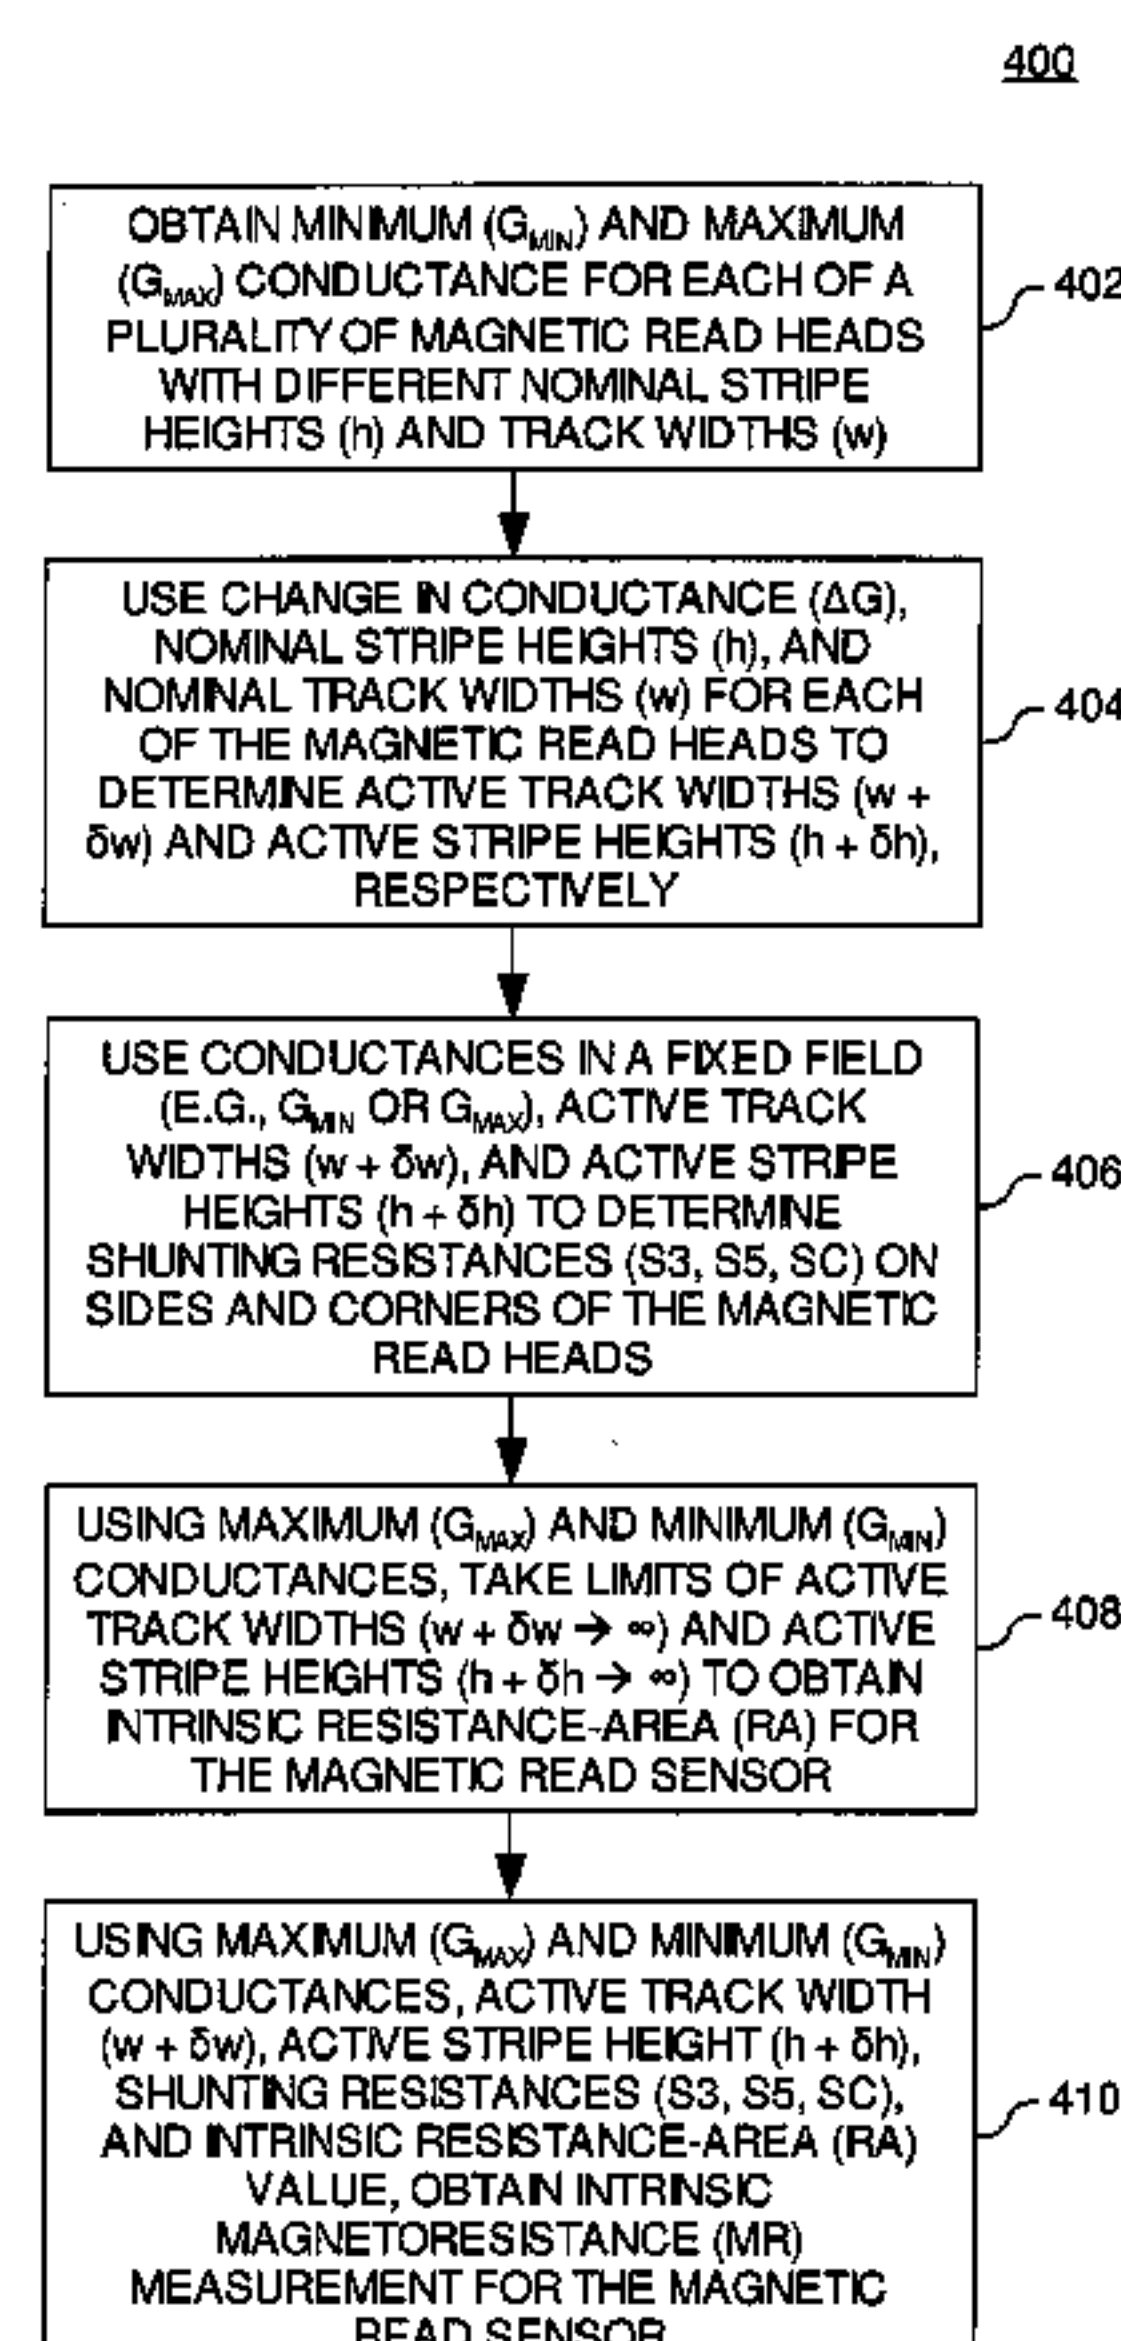 400
OBTAIN MINIMUM (G_MIN) AND MAXIMUM
(G_MAX) CONDUCTANCE FOR EACH OF A
PLURALITY OF MAGNETIC READ HEADS
WITH DIFFERENT NOMINAL STRIPE
HEIGHTS (h) AND TRACK WIDTHS (w)
402
USE CHANGE IN CONDUCTANCE (ΔG),
NOMINAL STRIPE HEIGHTS (h), AND
NOMINAL TRACK WIDTHS (w) FOR EACH
OF THE MAGNETIC READ HEADS TO
DETERMINE ACTIVE TRACK WIDTHS (w +
δw) AND ACTIVE STRIPE HEIGHTS (h + δh),
RESPECTIVELY
404
USE CONDUCTANCES IN A FIXED FIELD
(E.G., G_MIN OR G_MAX), ACTIVE TRACK
WIDTHS (w + δw), AND ACTIVE STRIPE
HEIGHTS (h + δh) TO DETERMINE
SHUNTING RESISTANCES (S3, S5, SC) ON
SIDES AND CORNERS OF THE MAGNETIC
READ HEADS
406
USING MAXIMUM (G_MAX) AND MINIMUM (G_MIN)
CONDUCTANCES, TAKE LIMITS OF ACTIVE
TRACK WIDTHS (w + δw → ∞) AND ACTIVE
STRIPE HEIGHTS (h + δh → ∞) TO OBTAIN
INTRINSIC RESISTANCE-AREA (RA) FOR
THE MAGNETIC READ SENSOR
408
USING MAXIMUM (G_MAX) AND MINIMUM (G_MIN)
CONDUCTANCES, ACTIVE TRACK WIDTH
(w + δw), ACTIVE STRIPE HEIGHT (h + δh),
SHUNTING RESISTANCES (S3, S5, SC),
AND INTRINSIC RESISTANCE-AREA (RA)
VALUE, OBTAIN INTRINSIC
MAGNETORESISTANCE (MR)
MEASUREMENT FOR THE MAGNETIC
READ SENSOR
410